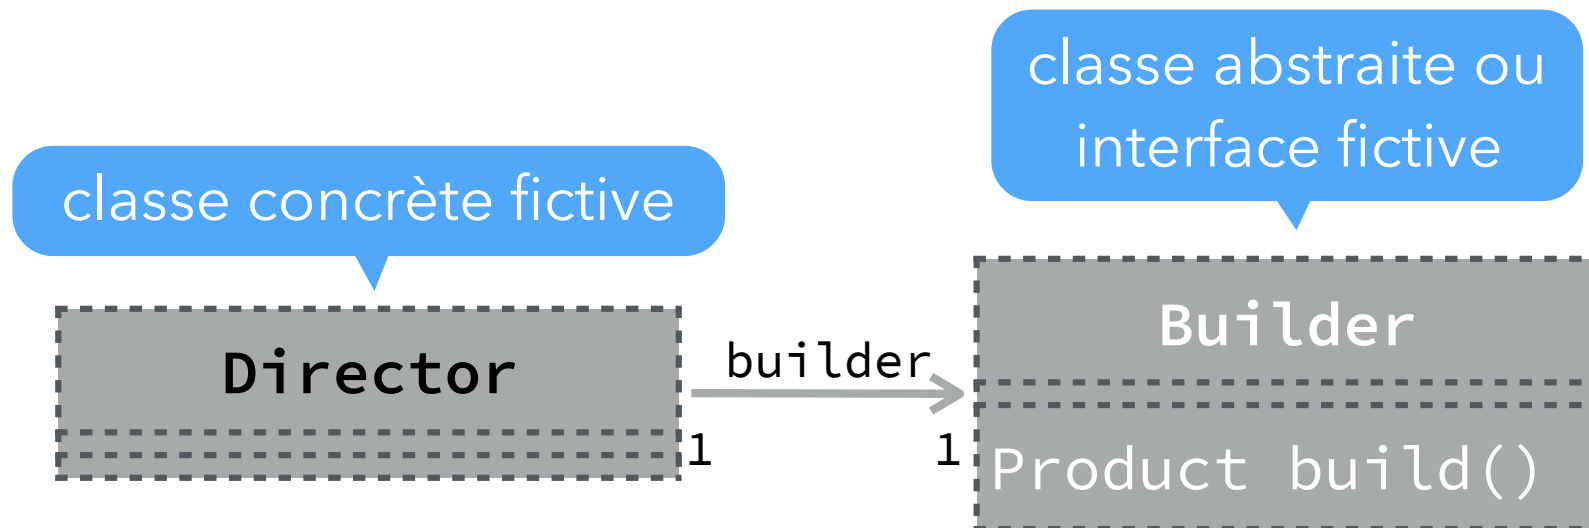 classe abstraite ou
interface fictive
classe concrète fictive
Director
builder
1
1
Builder
Product build()